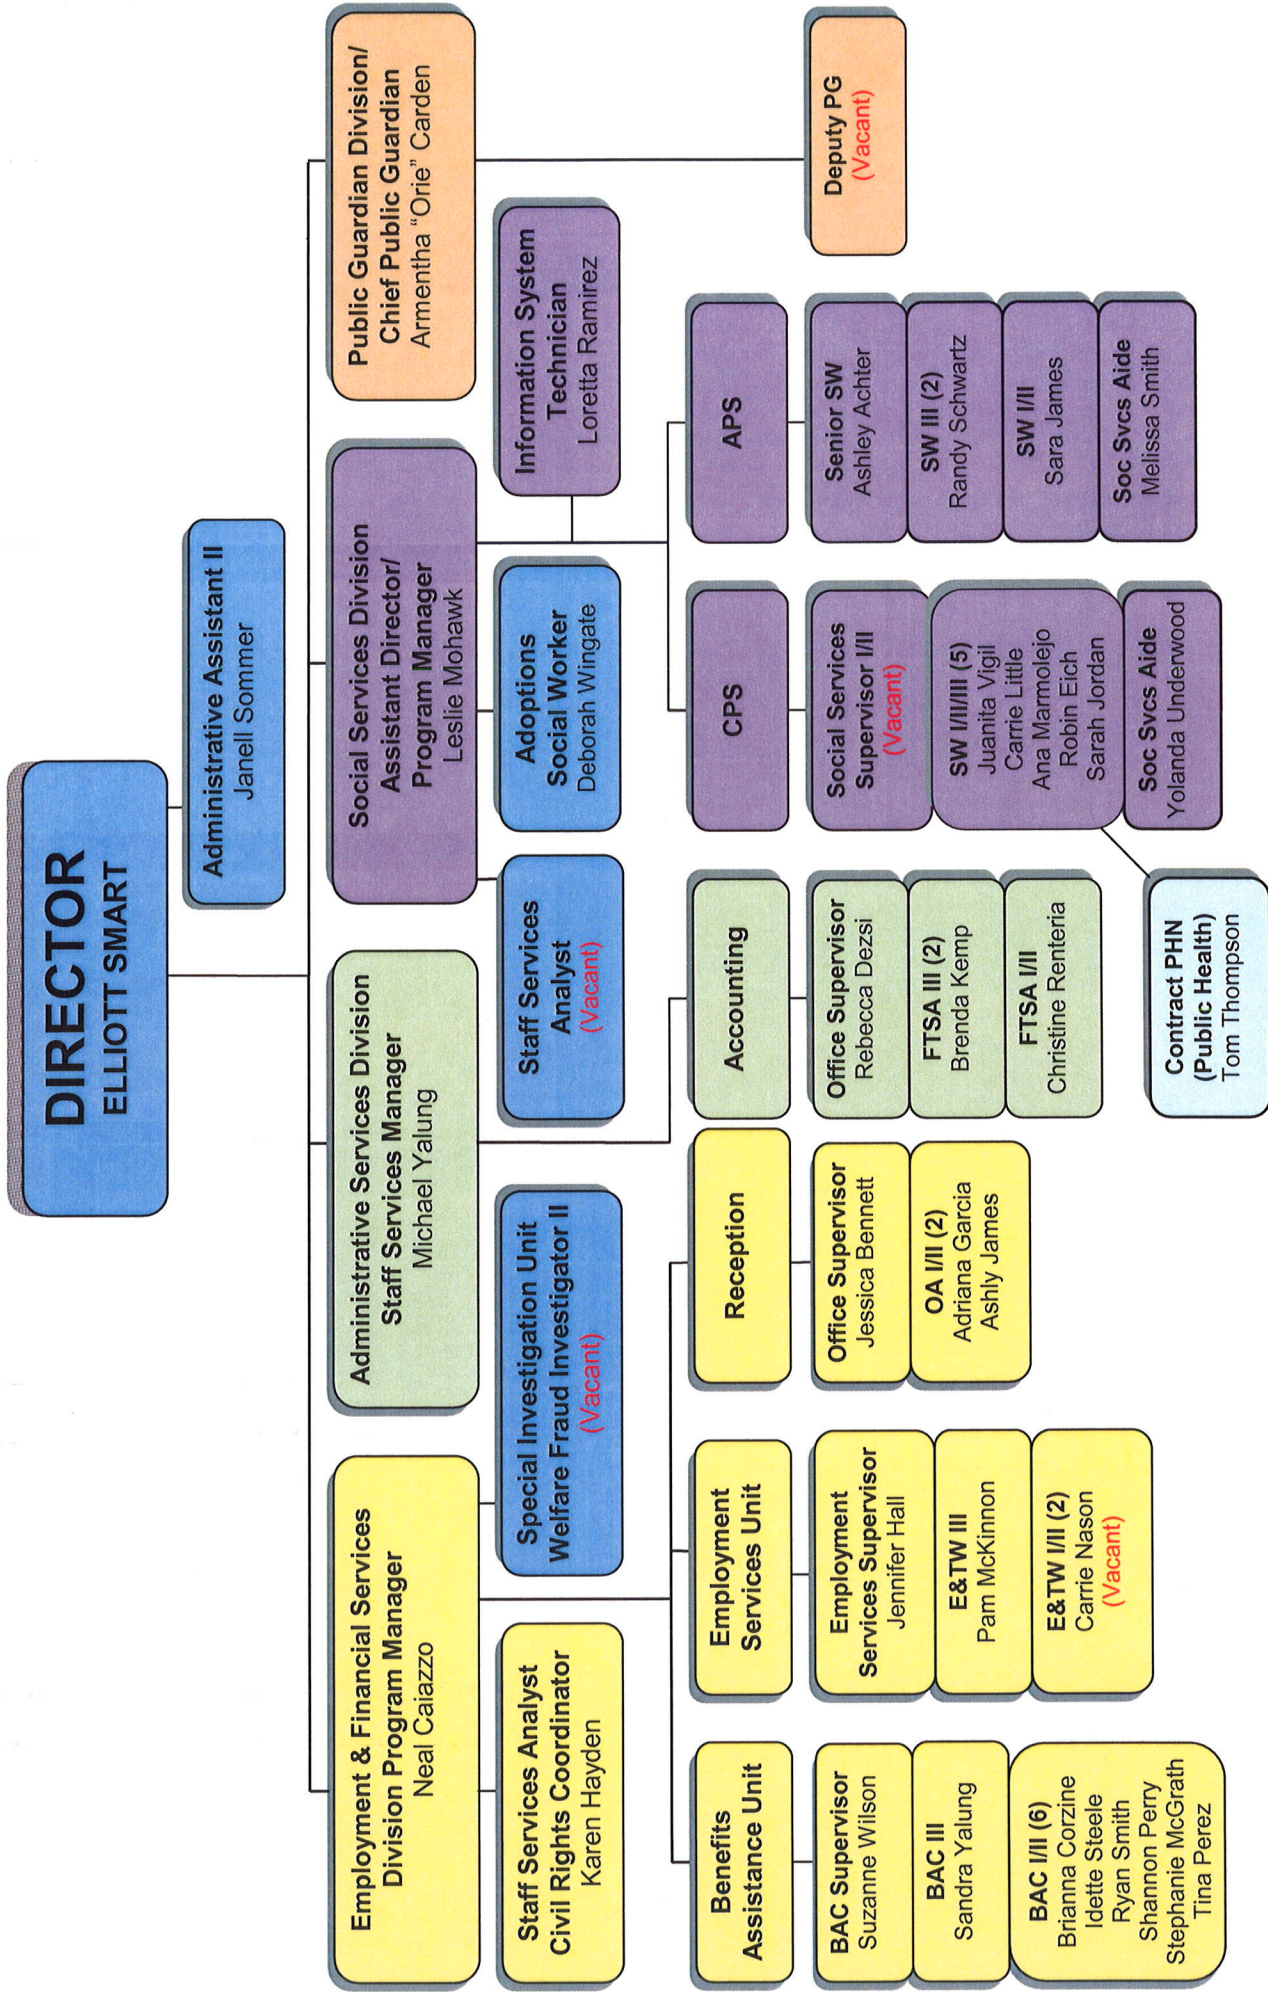 DIRECTOR
ELLIOTT SMART
Administrative Assistant II
Janell Sommer
Employment & Financial Services
Division Program Manager
Neal Caiazzo
Administrative Services Division
Staff Services Manager
Michael Yalung
Social Services Division
Assistant Director/
Program Manager
Leslie Mohawk
Public Guardian Division/
Chief Public Guardian
Armentha "Orie" Carden
Staff Services Analyst
Civil Rights Coordinator
Karen Hayden
Special Investigation Unit
Welfare Fraud Investigator II
(Vacant)
Staff Services
Analyst
(Vacant)
Adoptions
Social Worker
Deborah Wingate
Information System
Technician
Loretta Ramirez
Benefits
Assistance Unit
BAC Supervisor
Suzanne Wilson
BAC III
Sandra Yalung
BAC I/II (6)
Brianna Corzine
Idette Steele
Ryan Smith
Shannon Perry
Stephanie McGrath
Tina Perez
Employment
Services Unit
Employment
Services Supervisor
Jennifer Hall
E&TW III
Pam McKinnon
E&TW I/II (2)
Carrie Nason
(Vacant)
Reception
Office Supervisor
Jessica Bennett
OA I/II (2)
Adriana Garcia
Ashly James
Accounting
Office Supervisor
Rebecca Dezsi
FTSA III (2)
Brenda Kemp
FTSA I/II
Christine Renteria
CPS
Social Services
Supervisor I/II
(Vacant)
SW I/II/III (5)
Juanita Vigil
Carrie Little
Ana Marmolejo
Robin Eich
Sarah Jordan
Soc Svcs Aide
Yolanda Underwood
Contract PHN
(Public Health)
Tom Thompson
APS
Senior SW
Ashley Achter
SW III (2)
Randy Schwartz
SW I/II
Sara James
Soc Svcs Aide
Melissa Smith
Deputy PG
(Vacant)